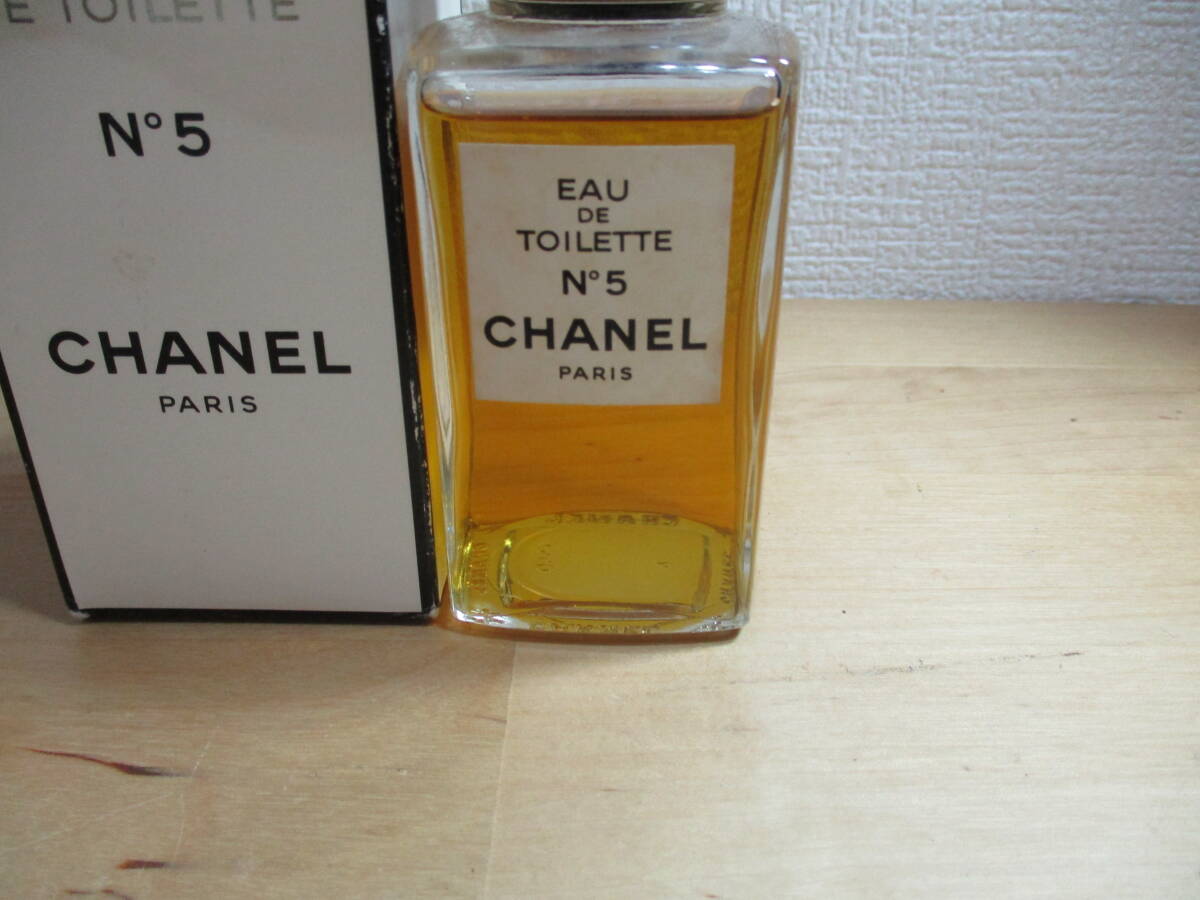 E TOILETTE
N°5
CHANEL
PARIS
EAU
DE
TOILETTE
N°5
CHANEL
PARIS